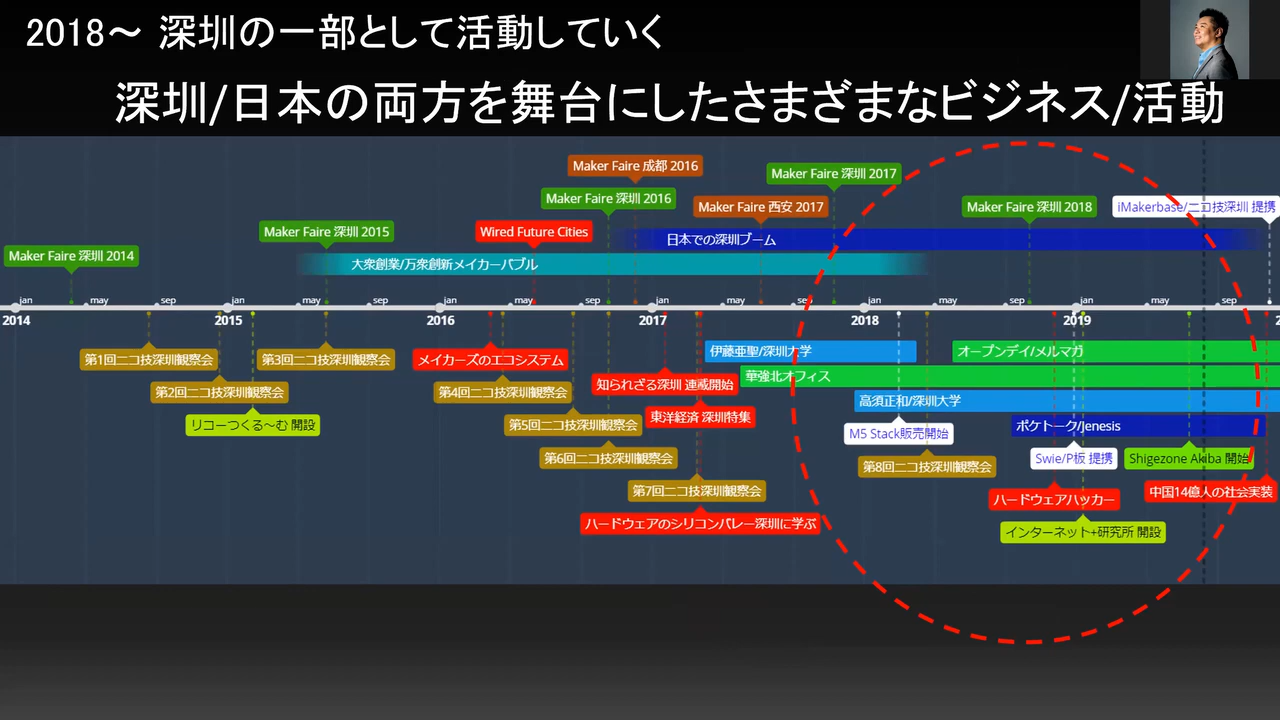 2018～ 深圳の一部として活動していく
深圳/日本の両方を舞台にしたさまざまなビジネス/活動
Maker Faire 成都 2016
Maker Faire 深圳 2017
Maker Faire 深圳 2016
Maker Faire 西安 2017
Maker Faire 深圳 2018
iMakerbase/ニコ技深圳 提携
Maker Faire 深圳 2015
Wired Future Cities
日本での深圳ブーム
Maker Faire 深圳 2014
大衆創業/万衆創新メイカーバブル
jan may sep jan may sep jan may sep jan may sep jan may sep jan may sep
2014 2015 2016 2017 2018 2019
第1回ニコ技深圳観察会
第3回ニコ技深圳観察会
メイカーズのエコシステム
伊藤亜聖/深圳大学
オープンデイ/メルマガ
第2回ニコ技深圳観察会
第4回ニコ技深圳観察会
知られざる深圳 連載開始
華強北オフィス
高須正和/深圳大学
リコーつくる～む 開設
第5回ニコ技深圳観察会
東洋経済 深圳特集
M5 Stack販売開始
ポケトーク/Jenesis
第6回ニコ技深圳観察会
第8回ニコ技深圳観察会
Swie/P板 提携
Shigezone Akiba 開始
第7回ニコ技深圳観察会
ハードウェアハッカー
中国14億人の社会実装
ハードウェアのシリコンバレー深圳に学ぶ
インターネット+研究所 開設